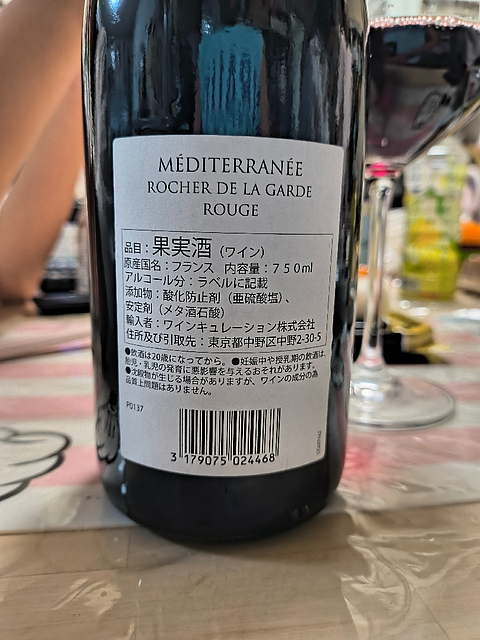 MÉDITERRANÉE
ROCHER DE LA GARDE
ROUGE
品目：果実酒（ワイン）
原産国名：フランス　内容量：７５０ml
アルコール分：ラベルに記載
添加物：酸化防止剤（亜硫酸塩）、
安定剤（メタ酒石酸）
輸入者：ワインキュレーション株式会社
住所及び引取先：東京都中野区中野2-30-5
●飲酒は20歳になってから。●妊娠中や授乳期の飲酒は、
胎児・乳児の発育に悪影響を与えるおそれがあります。
●沈殿物が生じる場合がありますが、ワインの成分の為
品質上問題はありません。
P0137
3 179075 024468